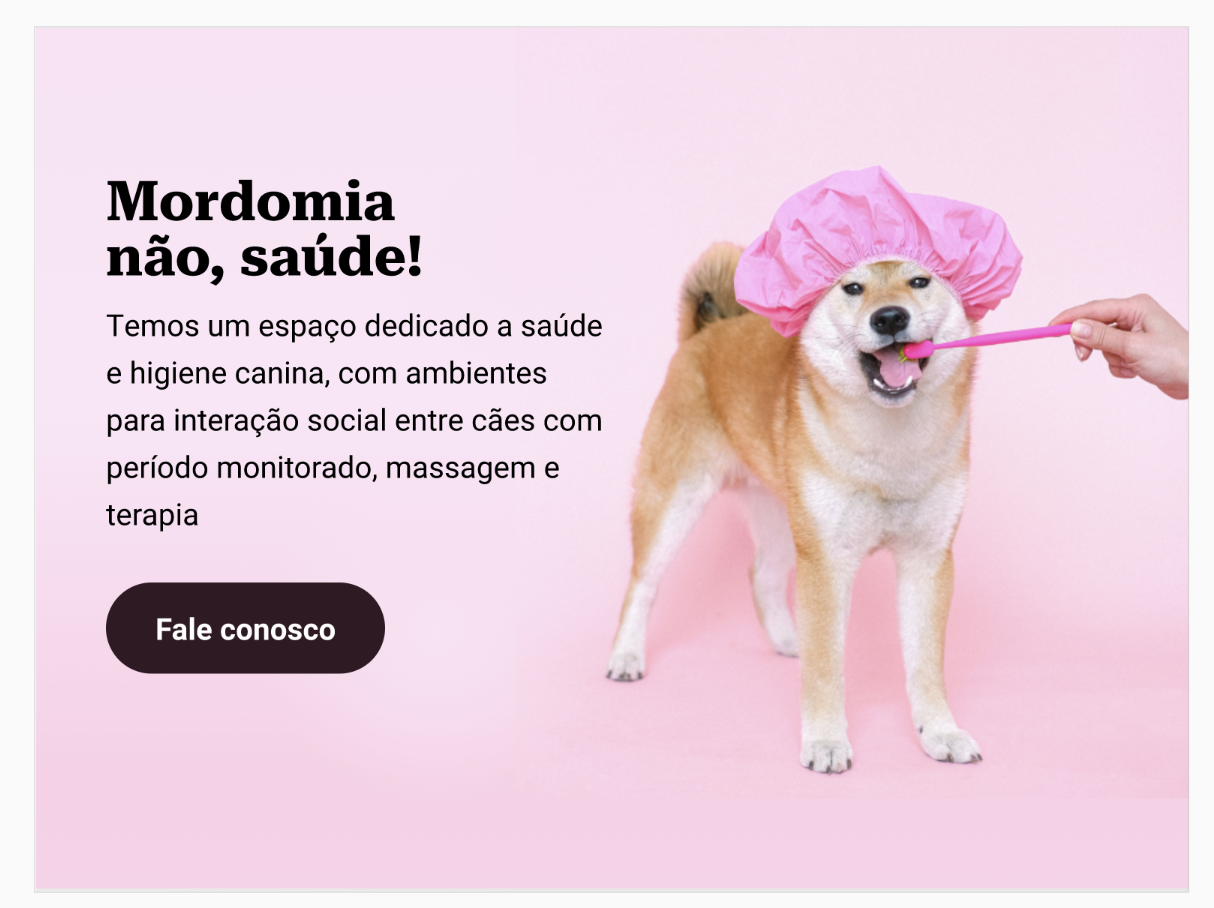 Mordomia
não, saúde!
Temos um espaço dedicado a saúde
e higiene canina, com ambientes
para interação social entre cães com
período monitorado, massagem e
terapia
Fale conosco